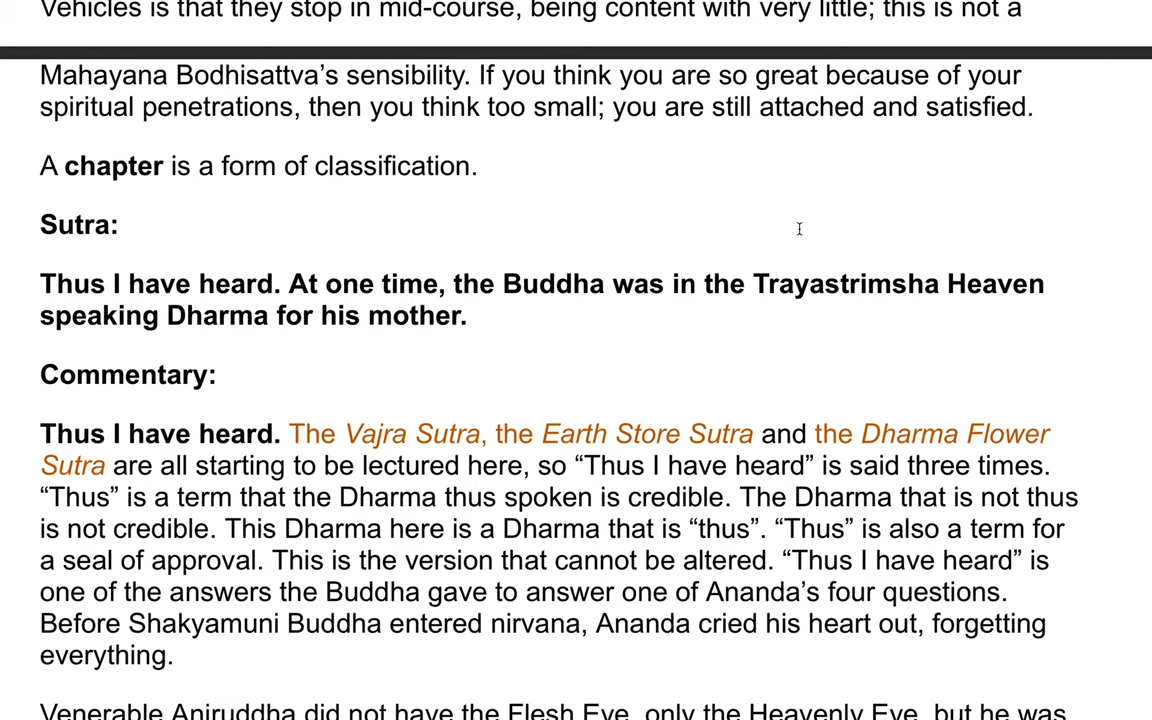 Vehicles is that they stop in mid-course, being content with very little; this is not a
Mahayana Bodhisattva’s sensibility. If you think you are so great because of your
spiritual penetrations, then you think too small; you are still attached and satisfied.
A chapter is a form of classification.
Sutra:
Thus I have heard. At one time, the Buddha was in the Trayastrimsha Heaven
speaking Dharma for his mother.
Commentary:
Thus I have heard. The Vajra Sutra, the Earth Store Sutra and the Dharma Flower
Sutra are all starting to be lectured here, so “Thus I have heard” is said three times.
“Thus” is a term that the Dharma thus spoken is credible. The Dharma that is not thus
is not credible. This Dharma here is a Dharma that is “thus”. “Thus” is also a term for
a seal of approval. This is the version that cannot be altered. “Thus I have heard” is
one of the answers the Buddha gave to answer one of Ananda’s four questions.
Before Shakyamuni Buddha entered nirvana, Ananda cried his heart out, forgetting
everything.
Venerable Aniruddha did not have the Flesh Eye, only the Heavenly Eye, but he was